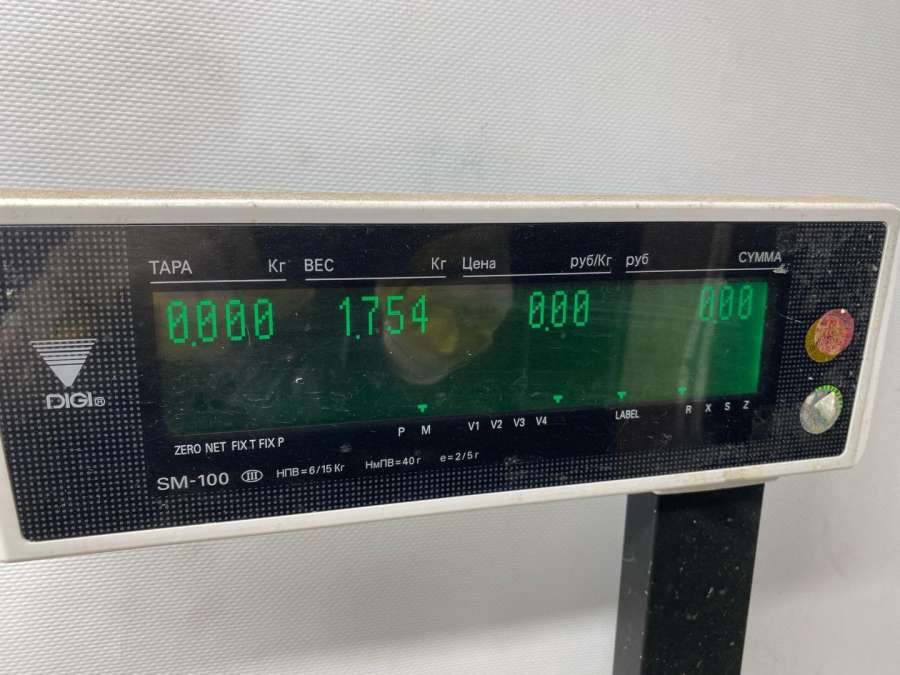 ТАРА Кг ВЕС Кг Цена руб/Кг руб СУММА
0.000 1.754 0.00 0.00
DIGI®
ZERO NET FIX T FIX P P M V1 V2 V3 V4 LABEL R X S Z
SM-100 III НПВ=6/15 Кг НмПВ=40 г e=2/5 г